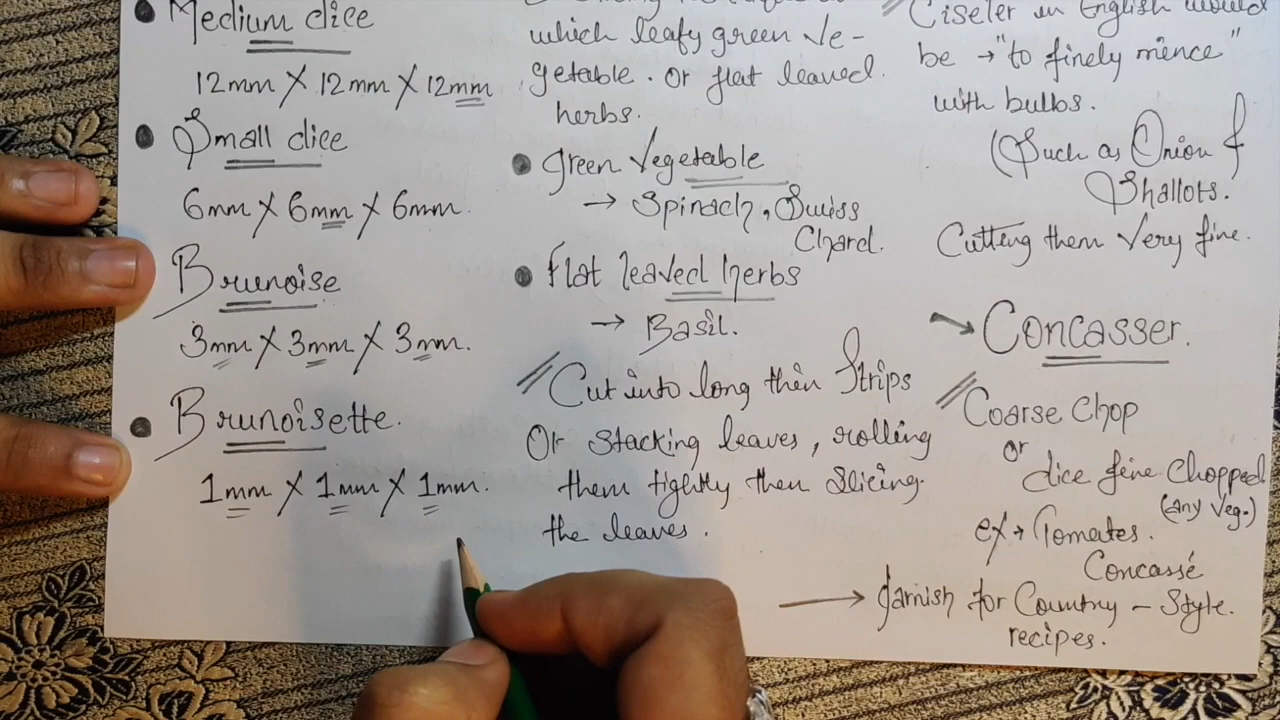 Medium dice
12mm X 12mm X 12mm
Small dice
6mm X 6mm X 6mm.
Brunoise
3mm X 3mm X 3mm.
Brunoisette.
1mm X 1mm X 1mm.
which leafy green ve-
getable. Or flat leaved.
herbs.
Green Vegetable
→ Spinach, Swiss
Chard.
Flat leaved herbs
→ Basil.
// Cut into long thin Strips
Or Stacking leaves, rolling
them tightly then Slicing.
the leaves.
// Ciseler in English would
be → "to finely mence"
with bulbs.
(Such as Onion &
Shallots.
Cutting them Very fine.
→ Concasser.
// Coarse Chop
or
dice fine Chopped
(any Veg.)
ex → Tomates.
Concassé
→ Garnish for Country - Style.
recipes.